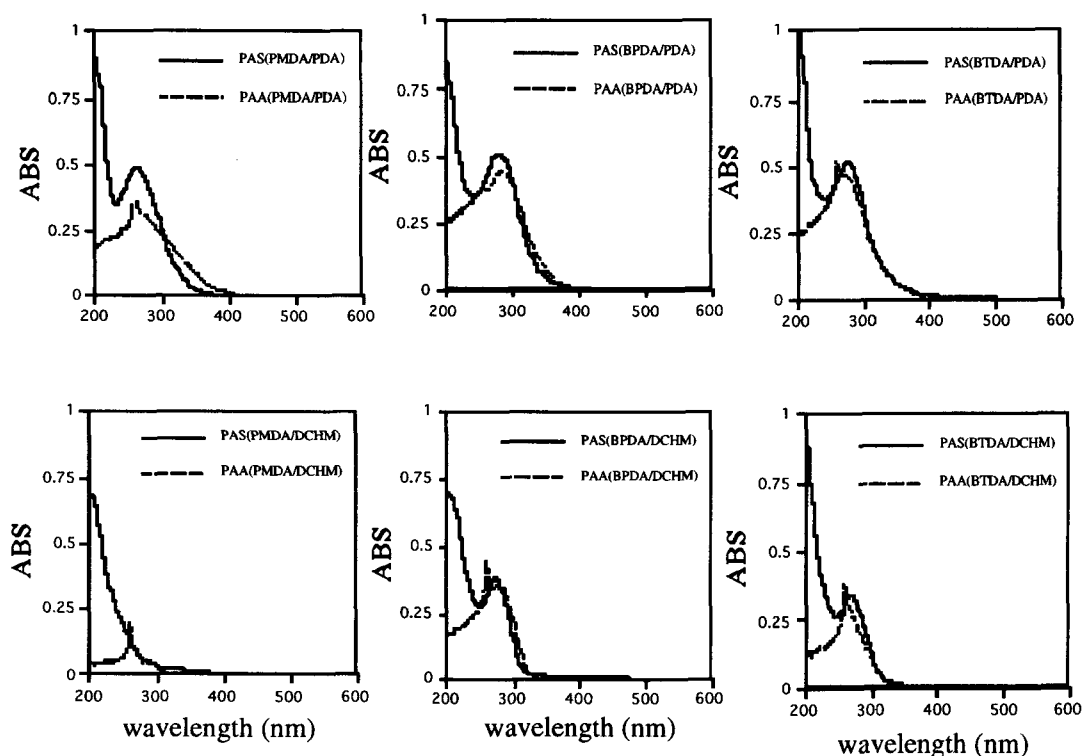 1
0.75
0.5
0.25
0
ABS
PAS(PMDA/PDA)
PAA(PMDA/PDA)
200 300 400 500 600
1
0.75
0.5
0.25
0
ABS
PAS(BPDA/PDA)
PAA(BPDA/PDA)
200 300 400 500 600
1
0.75
0.5
0.25
0
ABS
PAS(BTDA/PDA)
PAA(BTDA/PDA)
200 300 400 500 600
1
0.75
0.5
0.25
0
ABS
PAS(PMDA/DCHM)
PAA(PMDA/DCHM)
200 300 400 500 600
wavelength (nm)
1
0.75
0.5
0.25
0
ABS
PAS(BPDA/DCHM)
PAA(BPDA/DCHM)
200 300 400 500 600
wavelength (nm)
1
0.75
0.5
0.25
0
ABS
PAS(BTDA/DCHM)
PAA(BTDA/DCHM)
200 300 400 500 600
wavelength (nm)